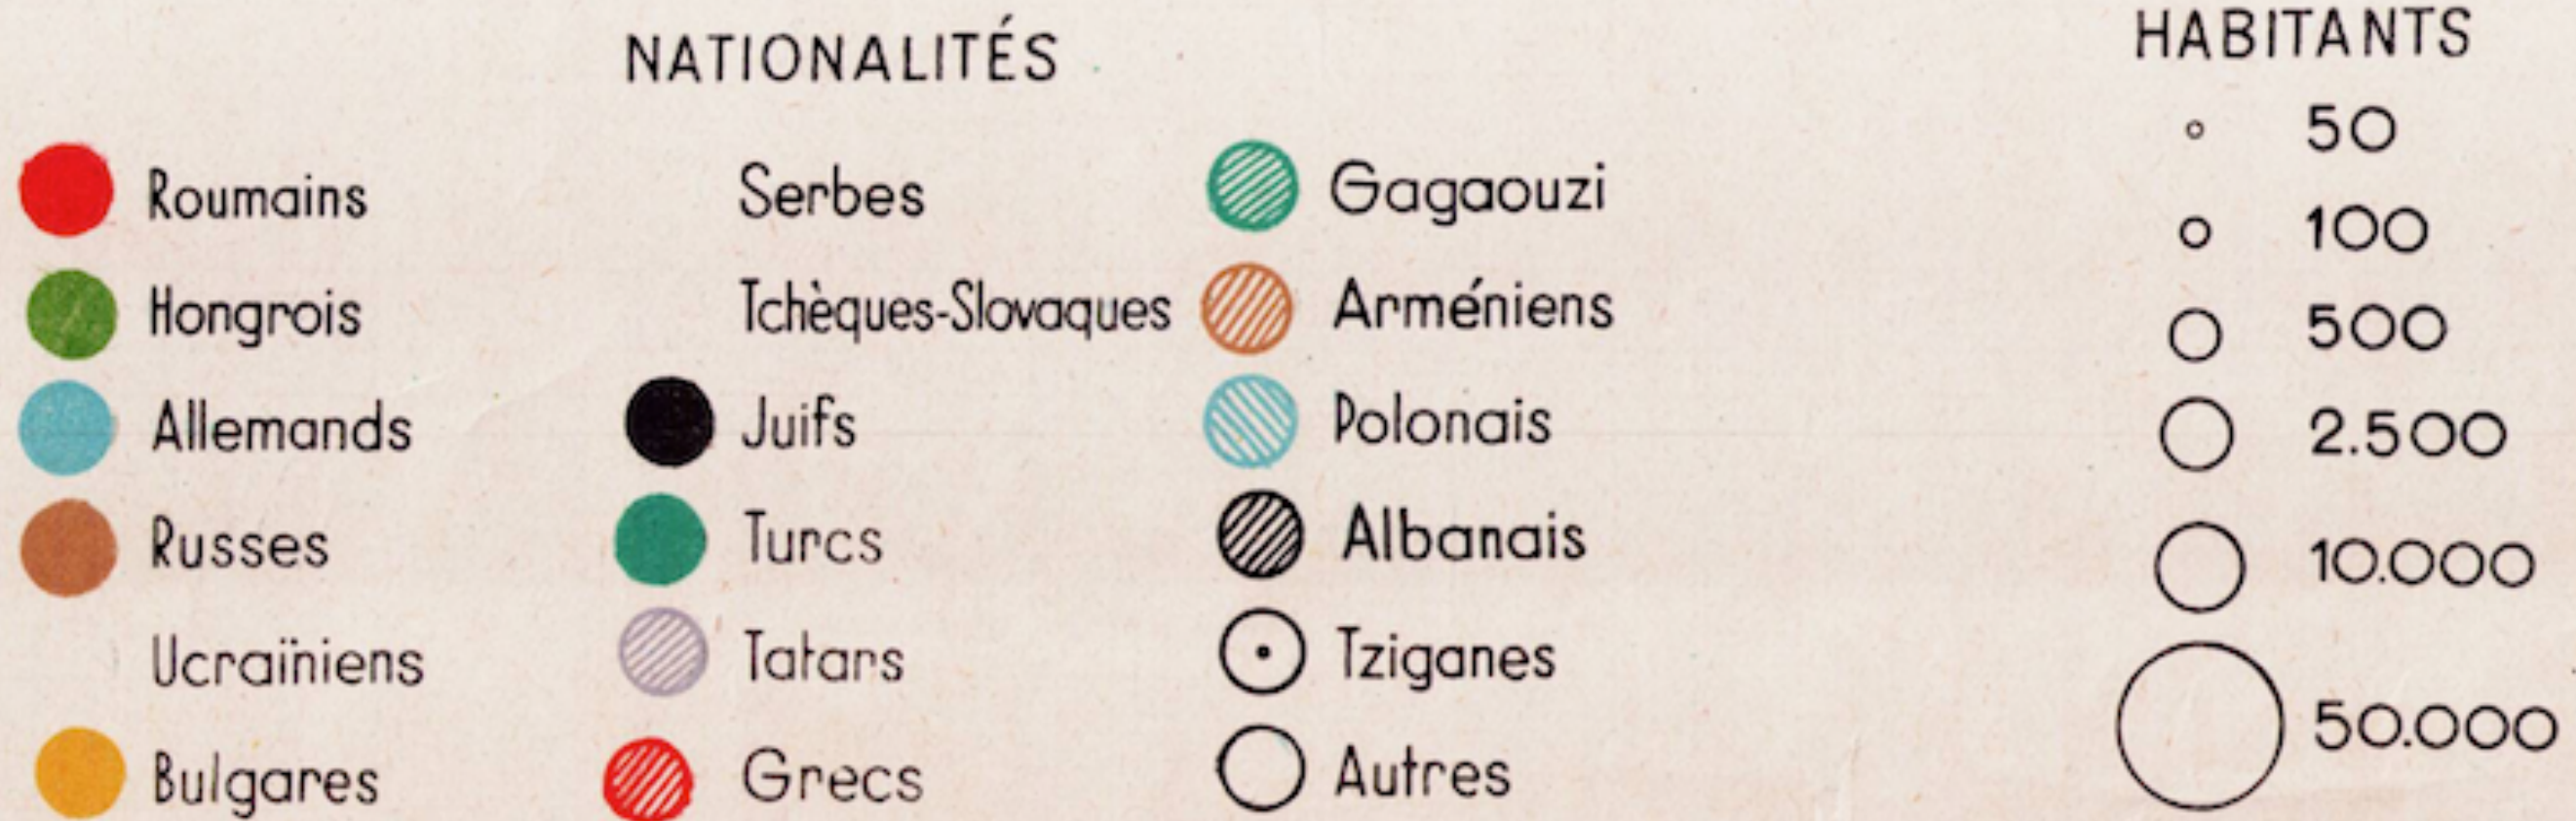 NATIONALITÉS
Roumains
Hongrois
Allemands
Russes
Ucraïniens
Bulgares
Serbes
Tchèques-Slovaques
Juifs
Turcs
Tatars
Grecs
Gagaouzi
Arméniens
Polonais
Albanais
Tziganes
Autres
HABITANTS
50
100
500
2.500
10.000
50.000